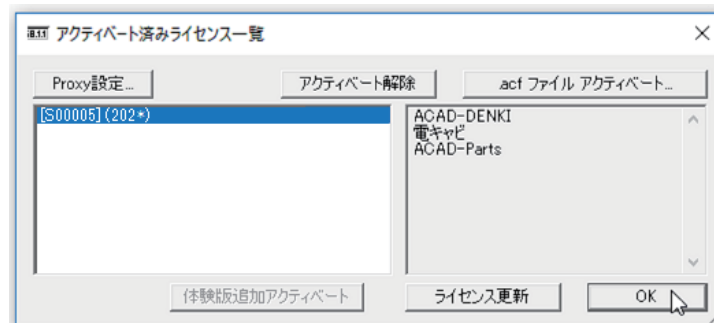 アクティベート済みライセンス一覧
Proxy設定...
アクティベート解除
.acf ファイル アクティベート...
[S00005](202*)
ACAD-DENKI
電キャビ
ACAD-Parts
体験版追加アクティベート
ライセンス更新
OK